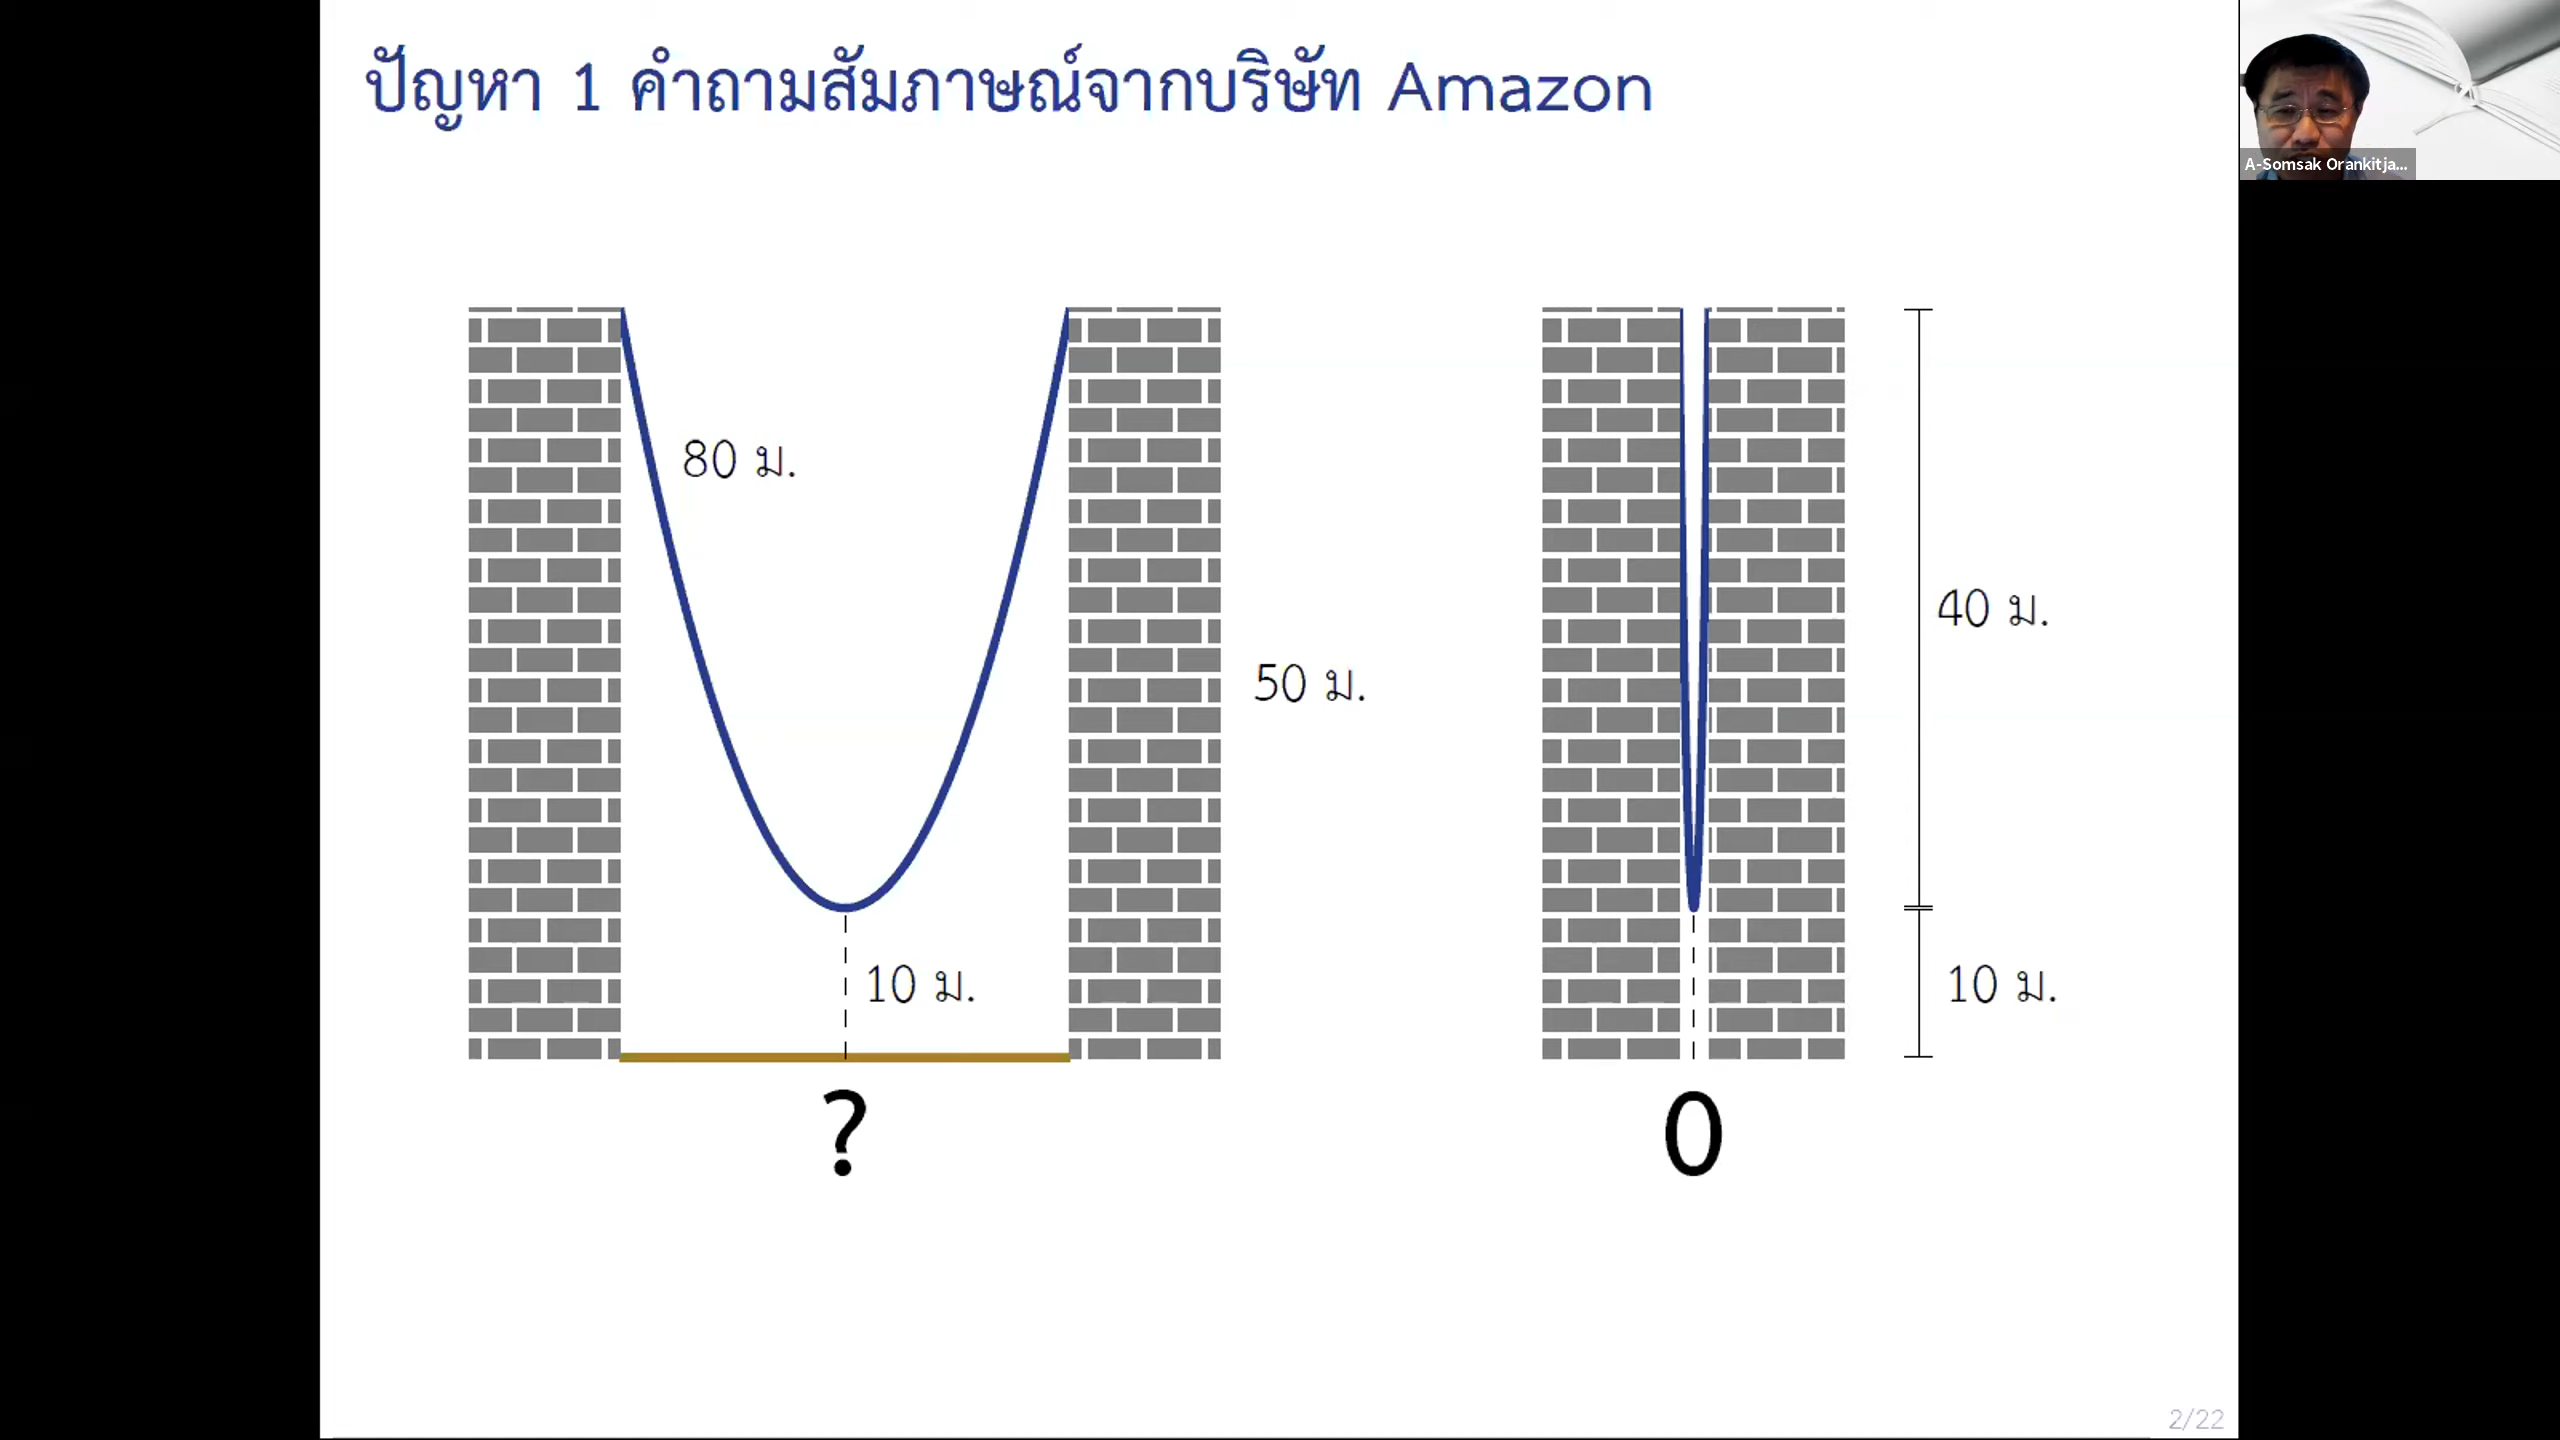 ปัญหา 1 คำถามสัมภาษณ์จากบริษัท Amazon
A-Somsak Orankitja...
80 ม.
50 ม.
10 ม.
?
40 ม.
10 ม.
0
2/22